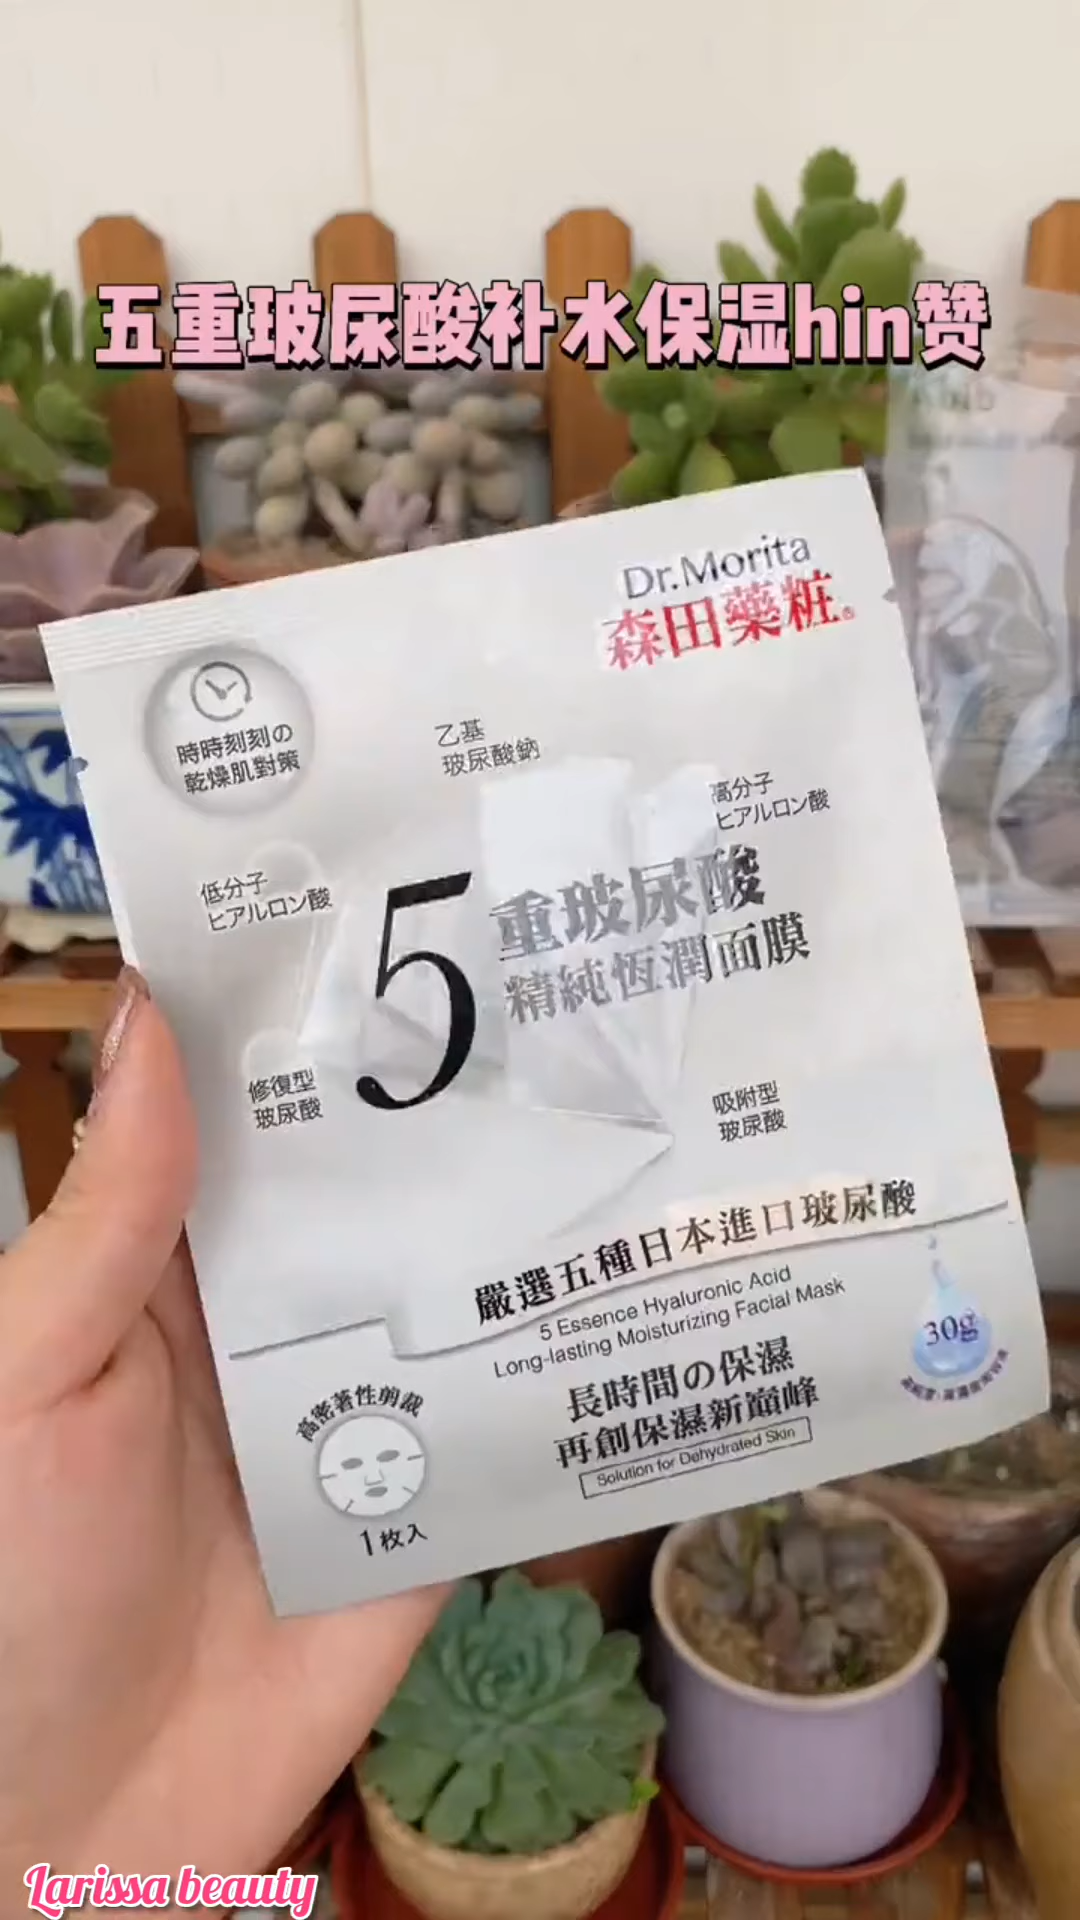 五重玻尿酸补水保湿hin赞
Dr.Morita
森田藥粧®
時時刻刻の
乾燥肌對策
乙基
玻尿酸鈉
高分子
ヒアルロン酸
低分子
ヒアルロン酸
5
重玻尿酸
精純恆潤面膜
修復型
玻尿酸
吸附型
玻尿酸
嚴選五種日本進口玻尿酸
5 Essence Hyaluronic Acid
Long-lasting Moisturizing Facial Mask
30g
長時間の保濕
再創保濕新巔峰
Solution for Dehydrated Skin
高密著性剪裁
1枚入
Larissa beauty